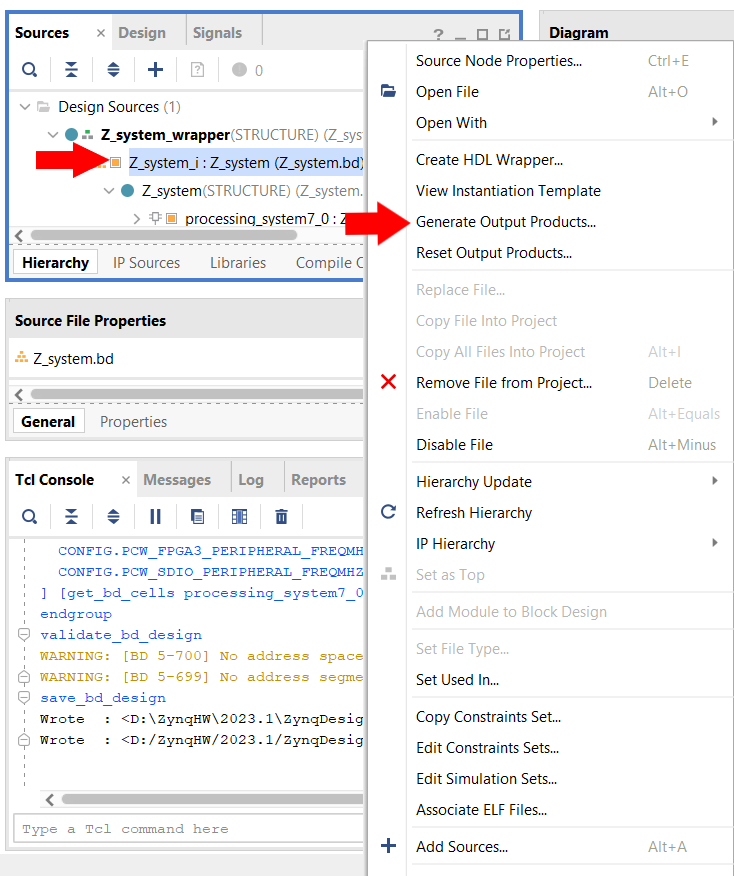 Sources × Design Signals ?
0
Design Sources (1)
Z_system_wrapper(STRUCTURE) (Z_sys
Z_system_i : Z_system (Z_system.bd)
Z_system(STRUCTURE) (Z_system.
processing_system7_0 : Z
Hierarchy IP Sources Libraries Compile
Source File Properties
Z_system.bd
General Properties
Tcl Console × Messages Log Reports
CONFIG.PCW_FPGA3_PERIPHERAL_FREQMH
CONFIG.PCW_SDIO_PERIPHERAL_FREQMHZ
] [get_bd_cells processing_system7_0
endgroup
validate_bd_design
WARNING: [BD 5-700] No address space
WARNING: [BD 5-699] No address segme
save_bd_design
Wrote : <D:\ZynqHW\2023.1\ZynqDesig
Wrote : <D:/ZynqHW/2023.1/ZynqDesig
Type a Tcl command here
Diagram
Source Node Properties... Ctrl+E
Open File Alt+O
Open With
Create HDL Wrapper...
View Instantiation Template
Generate Output Products...
Reset Output Products...
Replace File...
Copy File Into Project
Copy All Files Into Project Alt+I
Remove File from Project... Delete
Enable File Alt+Equals
Disable File Alt+Minus
Hierarchy Update
Refresh Hierarchy
IP Hierarchy
Set as Top
Add Module to Block Design
Set File Type...
Set Used In...
Copy Constraints Set...
Edit Constraints Sets...
Edit Simulation Sets...
Associate ELF Files...
Add Sources... Alt+A